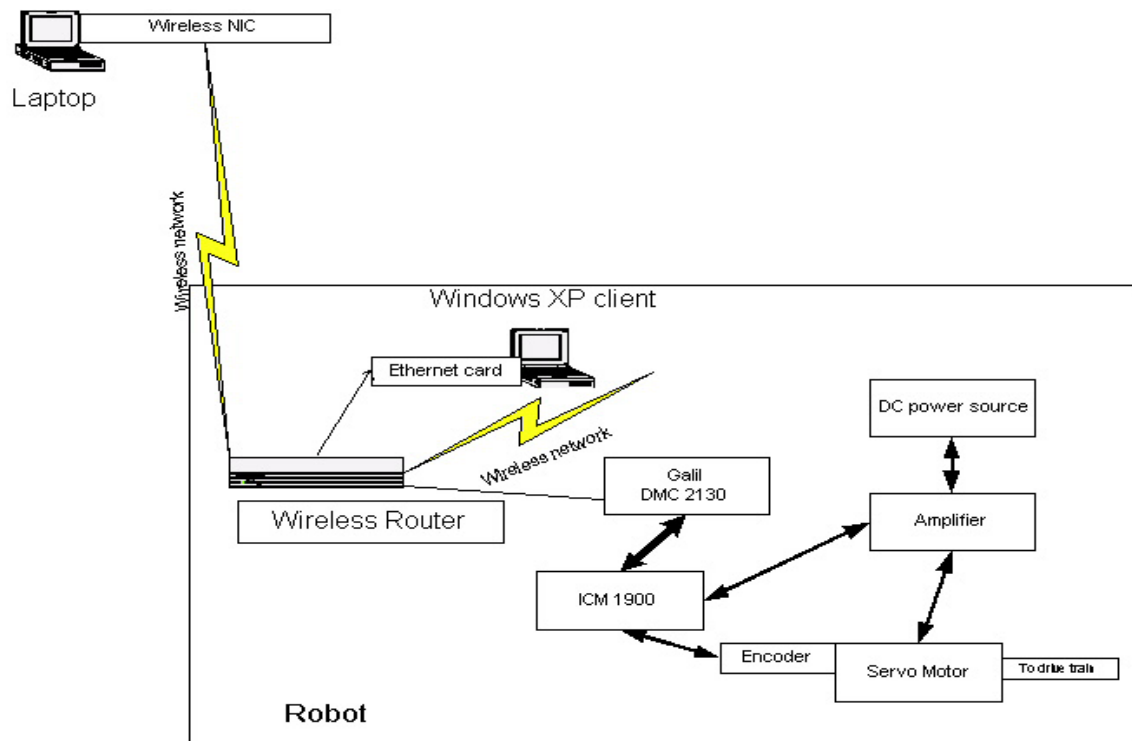 Wireless NIC
Laptop
Wireless network
Windows XP client
Ethernet card
DC power source
Wireless network
Galil
DMC 2130
Wireless Router
Amplifier
ICM 1900
Encoder
Servo Motor
To drive train
Robot